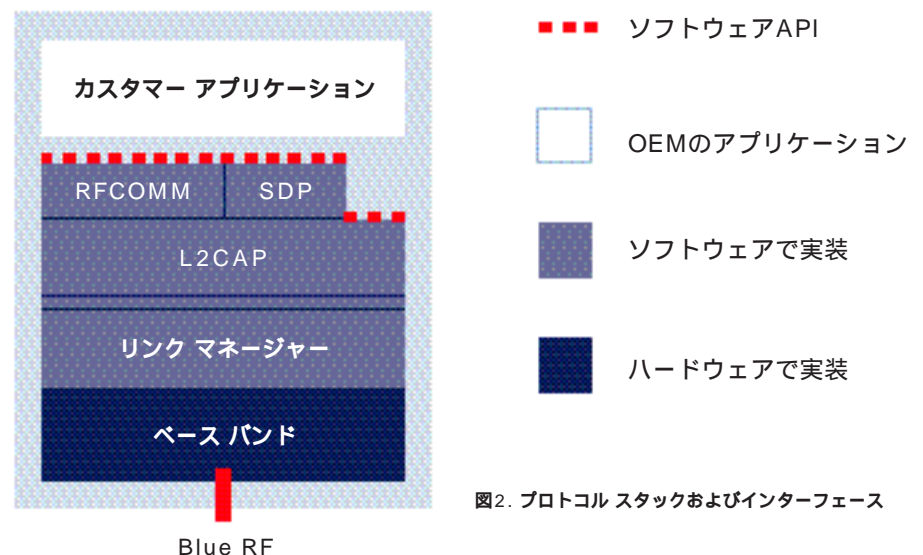 カスタマー アプリケーション
RFCOMM
SDP
L2CAP
リンク マネージャー
ベース バンド
Blue RF
ソフトウェアAPI
OEMのアプリケーション
ソフトウェアで実装
ハードウェアで実装
図2. プロトコル スタックおよびインターフェース